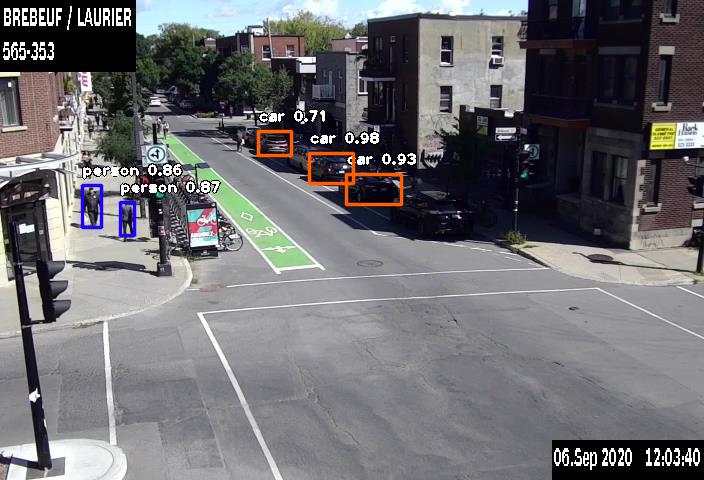 BREBEUF / LAURIER
565-353
car 0.71
car 0.98
car 0.93
person 0.86
person 0.87
06.Sep 2020 12:03:40